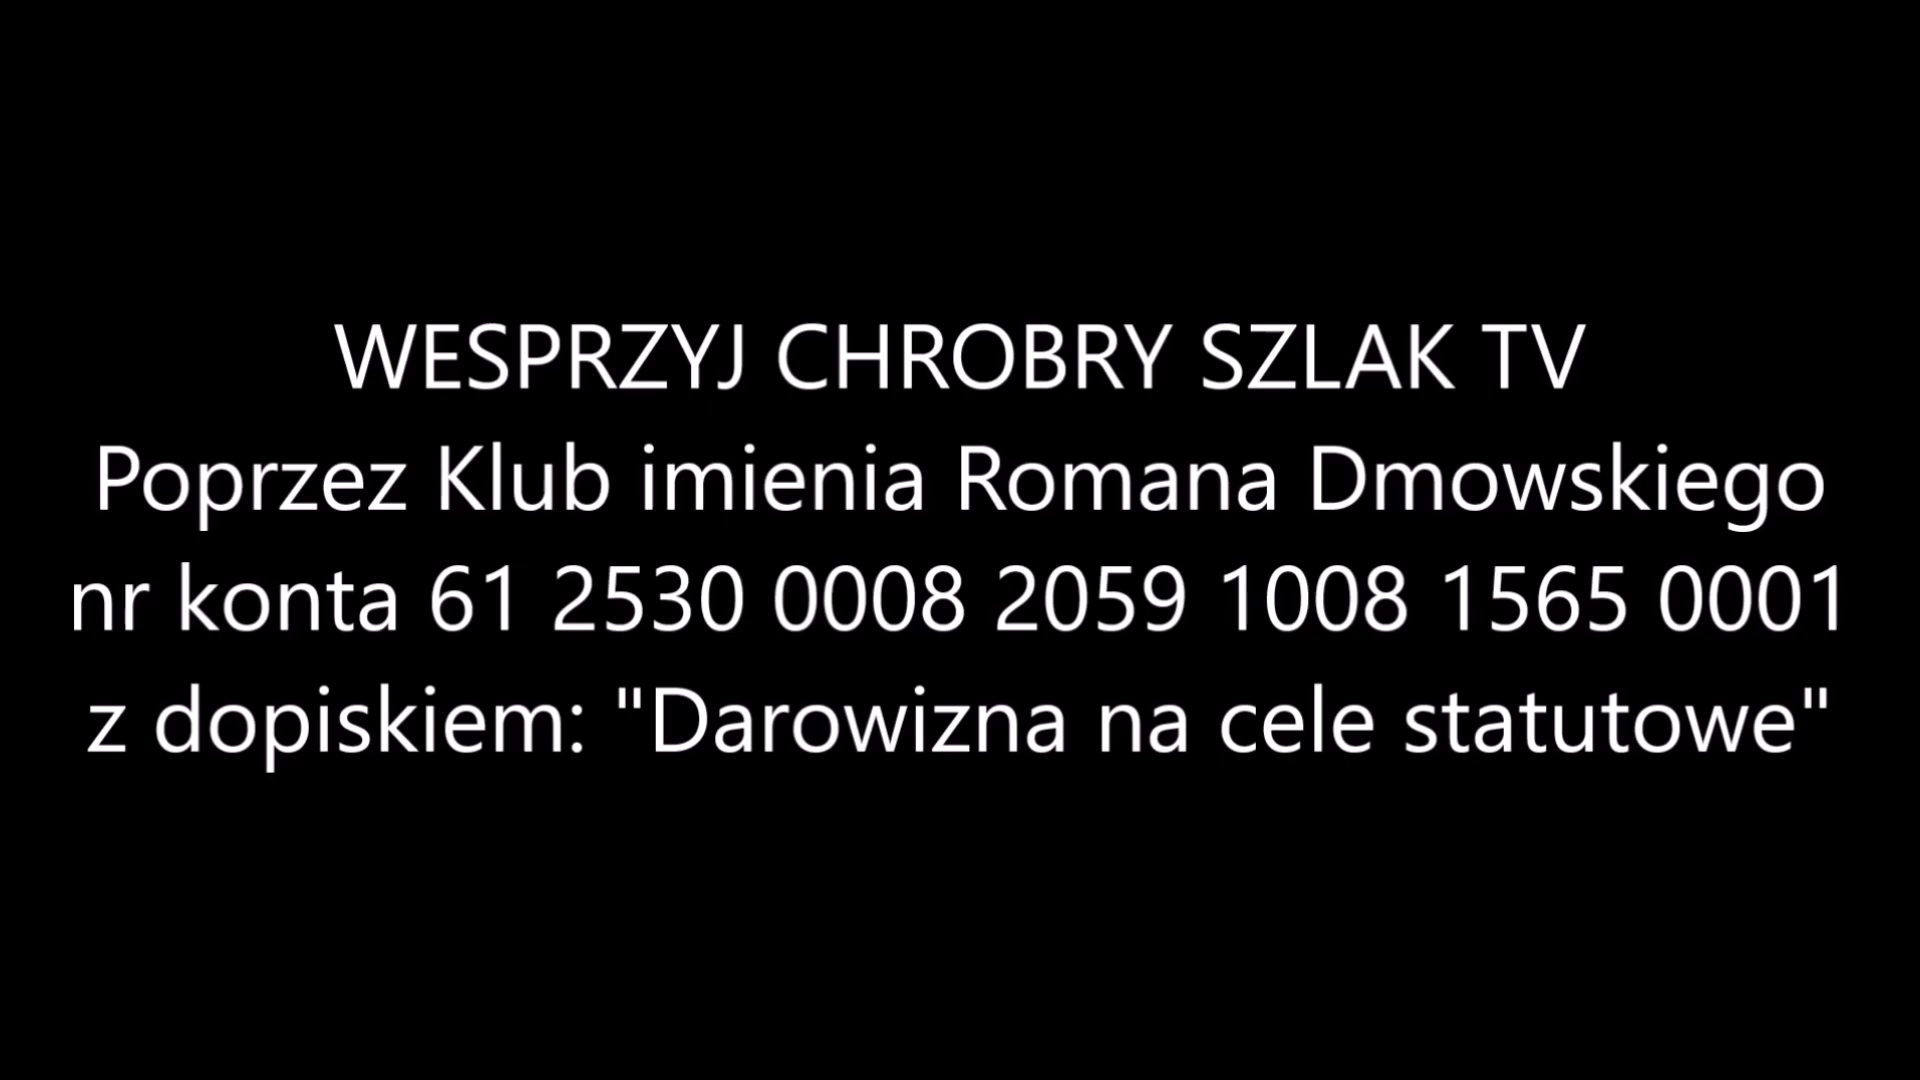 WESPRZYJ CHROBRY SZLAK TV
Poprzez Klub imienia Romana Dmowskiego
nr konta 61 2530 0008 2059 1008 1565 0001
z dopiskiem: "Darowizna na cele statutowe"